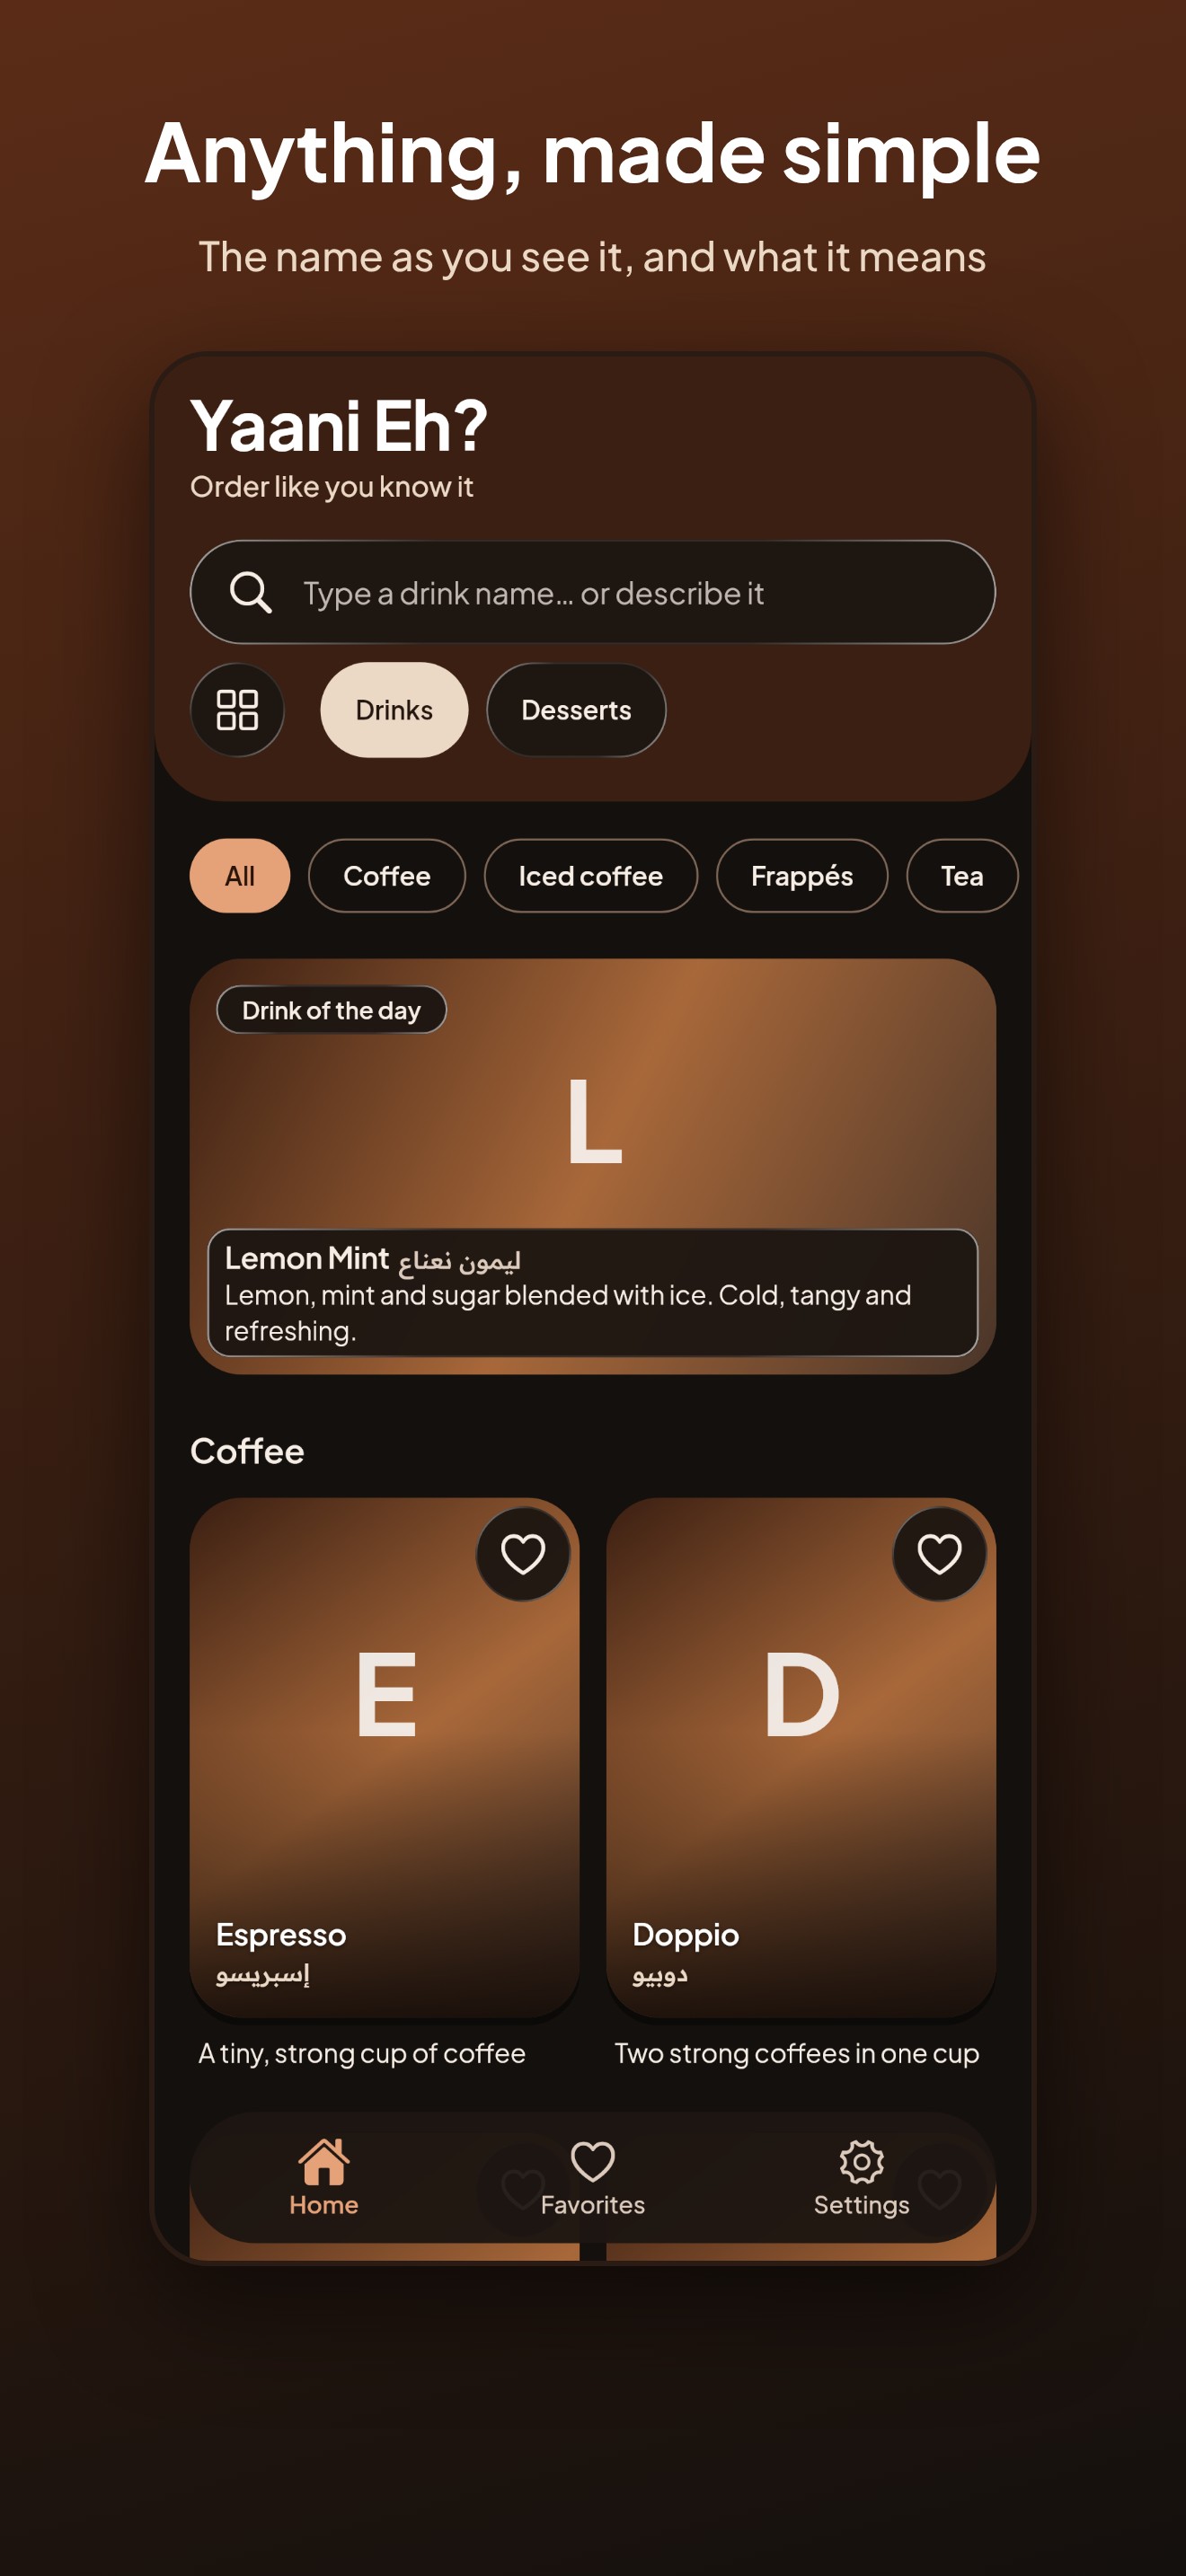 Anything, made simple
The name as you see it, and what it means
Yaani Eh?
Order like you know it
Type a drink name... or describe it
Drinks
Desserts
All
Coffee
Iced coffee
Frappés
Tea
Drink of the day
L
Lemon Mint ليمون نعناع
Lemon, mint and sugar blended with ice. Cold, tangy and
refreshing.
Coffee
E
D
Espresso
إسبريسو
Doppio
دوبيو
A tiny, strong cup of coffee
Two strong coffees in one cup
Home
Favorites
Settings